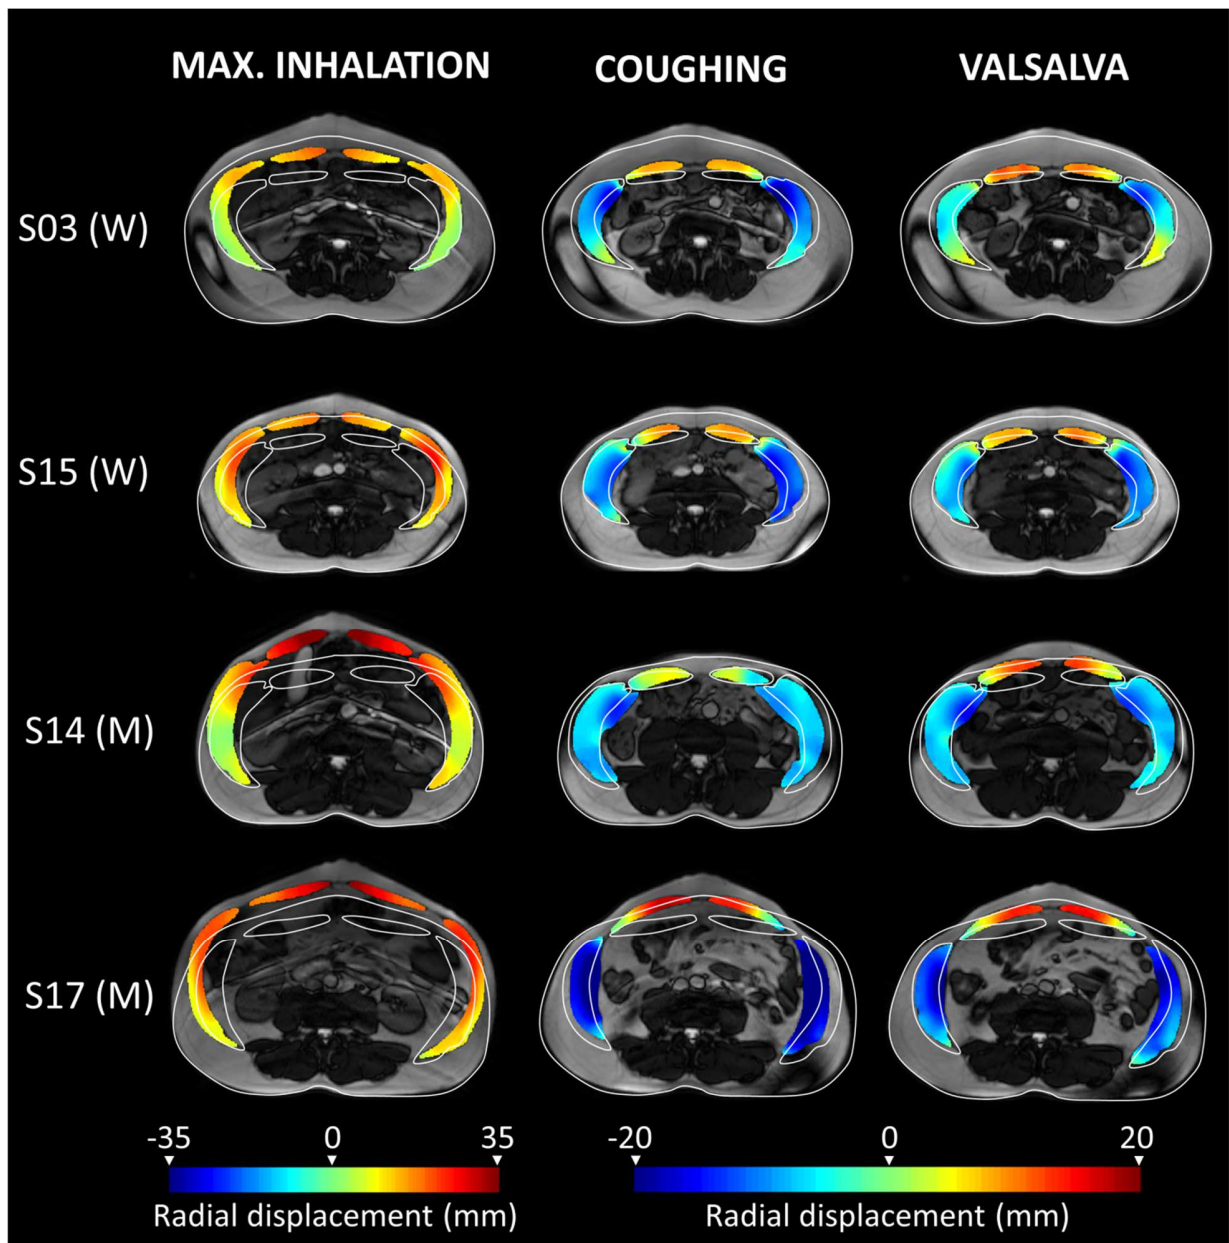 MAX. INHALATION COUGHING VALSALVA
S03 (W)
S15 (W)
S14 (M)
S17 (M)
-35 0 35 -20 0 20
Radial displacement (mm) Radial displacement (mm)